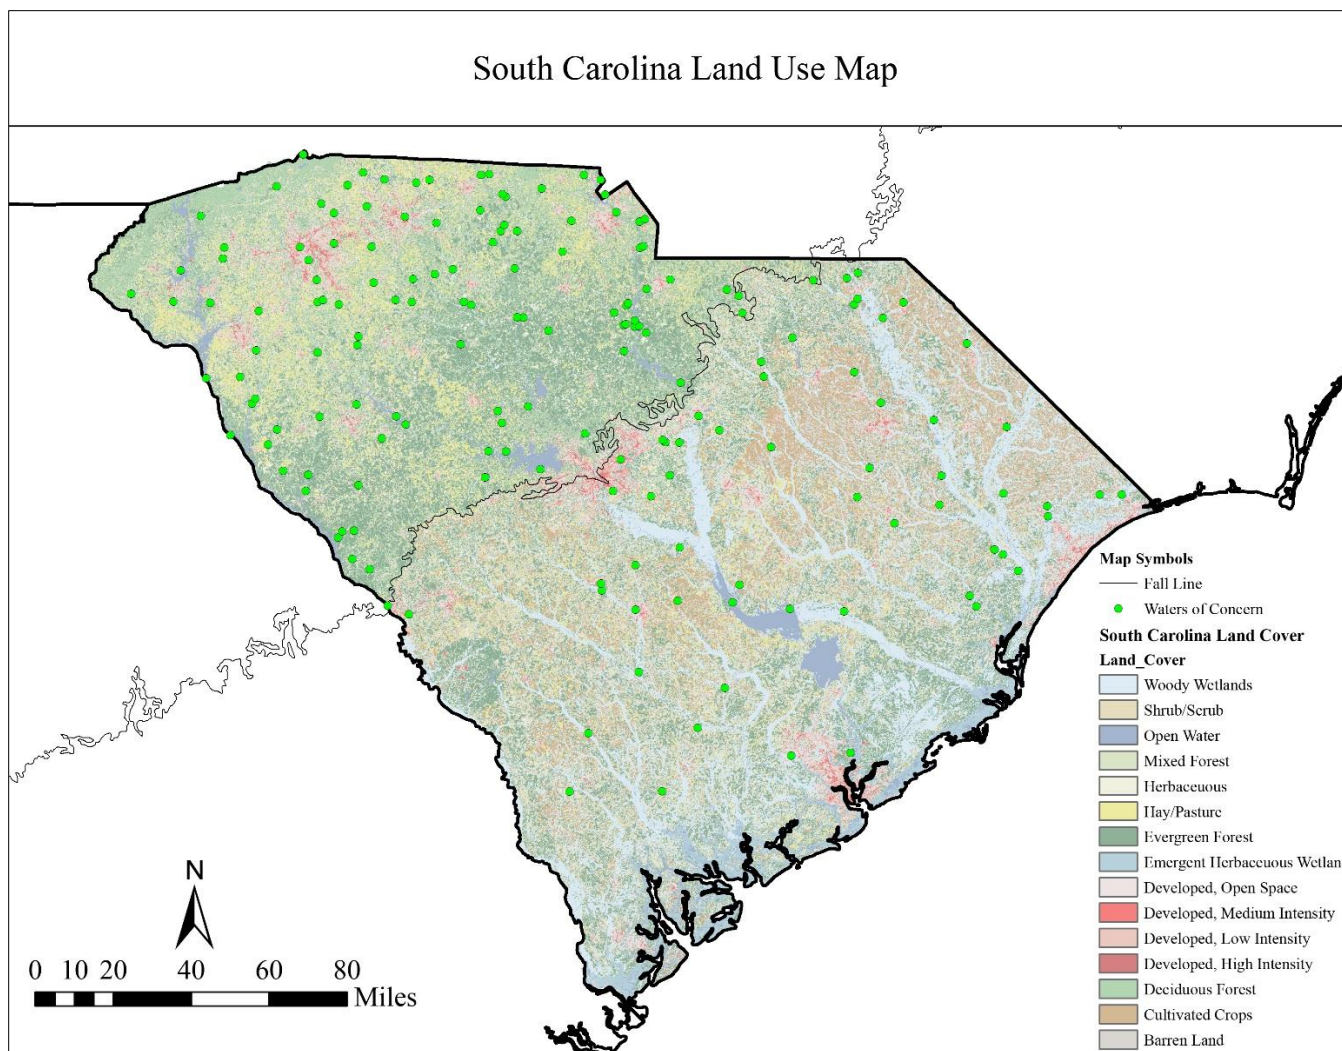 South Carolina Land Use Map
Map Symbols
Fall Line
Waters of Concern
South Carolina Land Cover
Land_Cover
Woody Wetlands
Shrub/Scrub
Open Water
Mixed Forest
Herbaceuous
Hay/Pasture
Evergreen Forest
Emergent Herbaceuous Wetlan
Developed, Open Space
Developed, Medium Intensity
Developed, Low Intensity
Developed, High Intensity
Deciduous Forest
Cultivated Crops
Barren Land
N
0 10 20 40 60 80
Miles